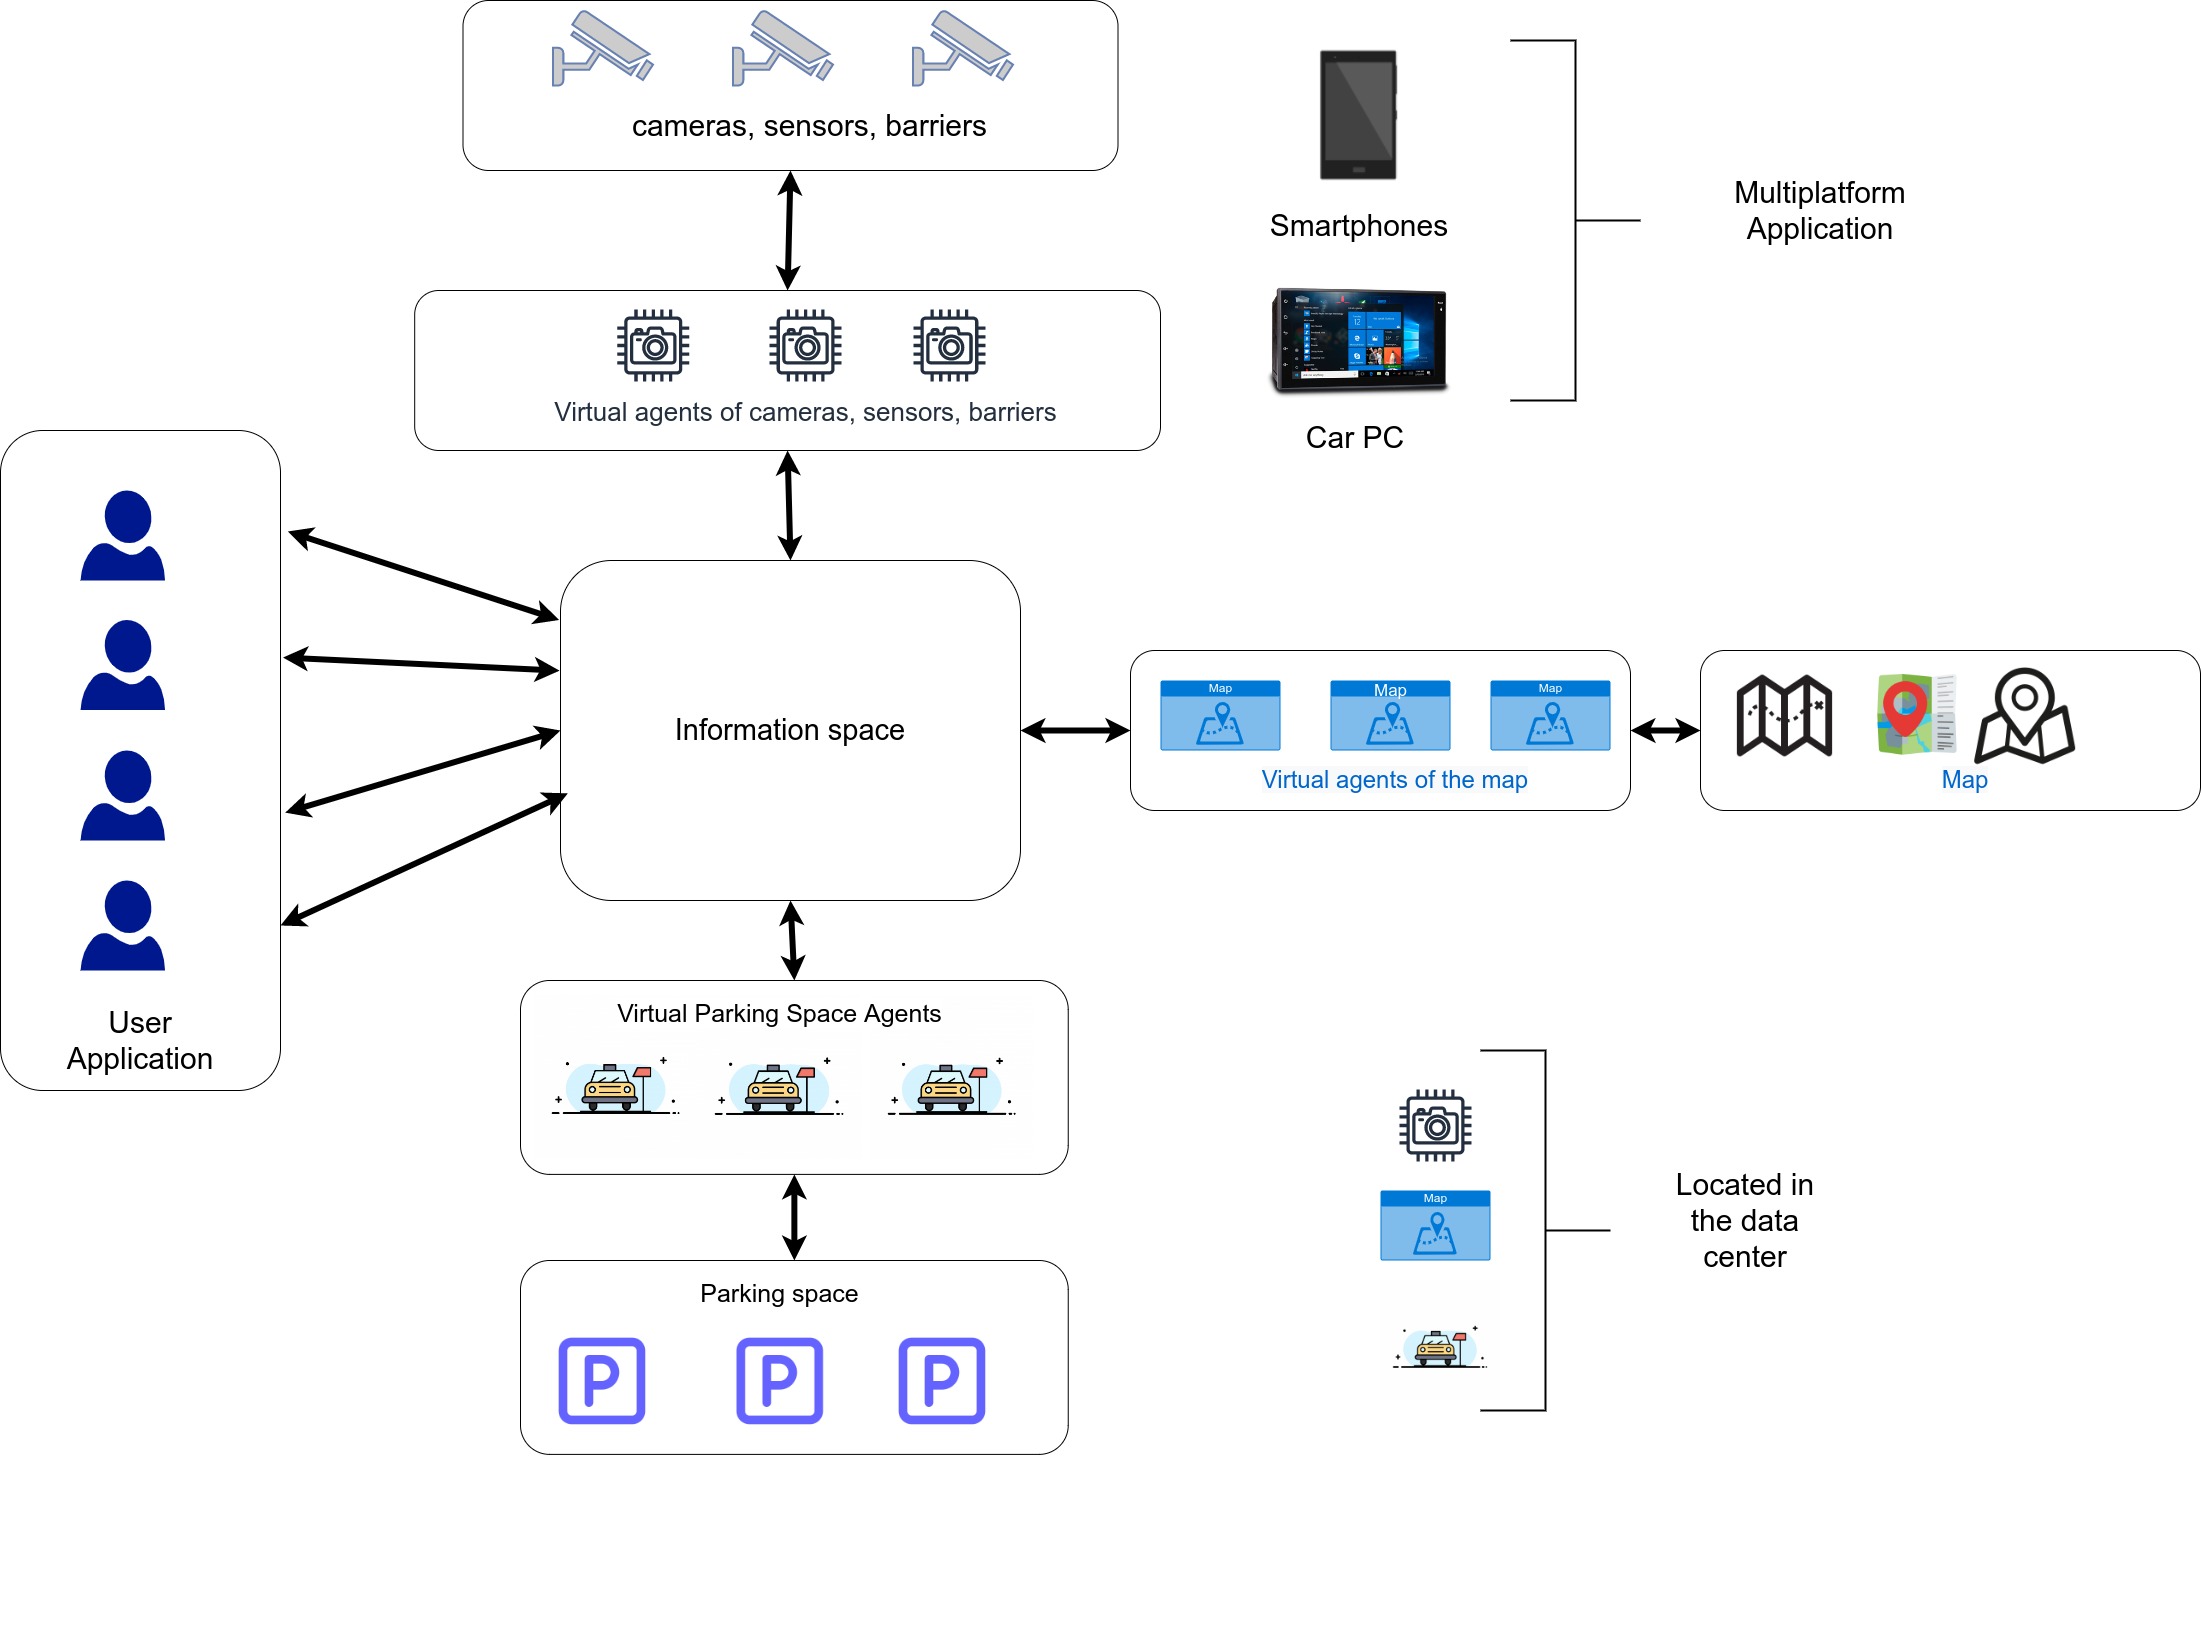 cameras, sensors, barriers
Smartphones
Multiplatform
Application
Virtual agents of cameras, sensors, barriers
Car PC
Information space
Map
Map
Map
Virtual agents of the map
Map
User
Application
Virtual Parking Space Agents
Parking space
P
P
P
Map
Located in
the data
center